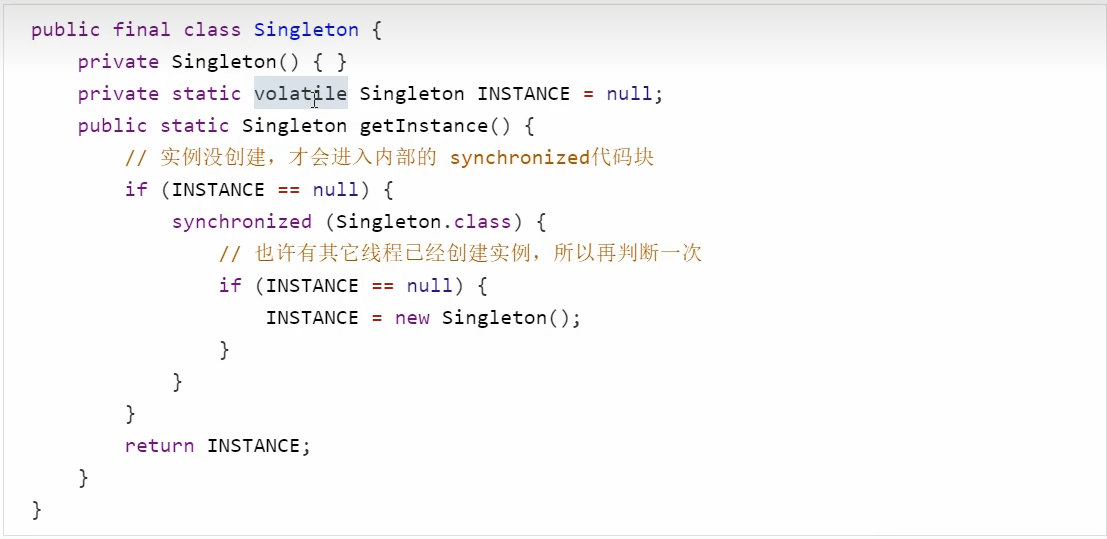 public final class Singleton {
    private Singleton() { }
    private static volatile Singleton INSTANCE = null;
    public static Singleton getInstance() {
        // 实例没创建，才会进入内部的 synchronized代码块
        if (INSTANCE == null) {
            synchronized (Singleton.class) {
                // 也许有其它线程已经创建实例，所以再判断一次
                if (INSTANCE == null) {
                    INSTANCE = new Singleton();
                }
            }
        }
        return INSTANCE;
    }
}